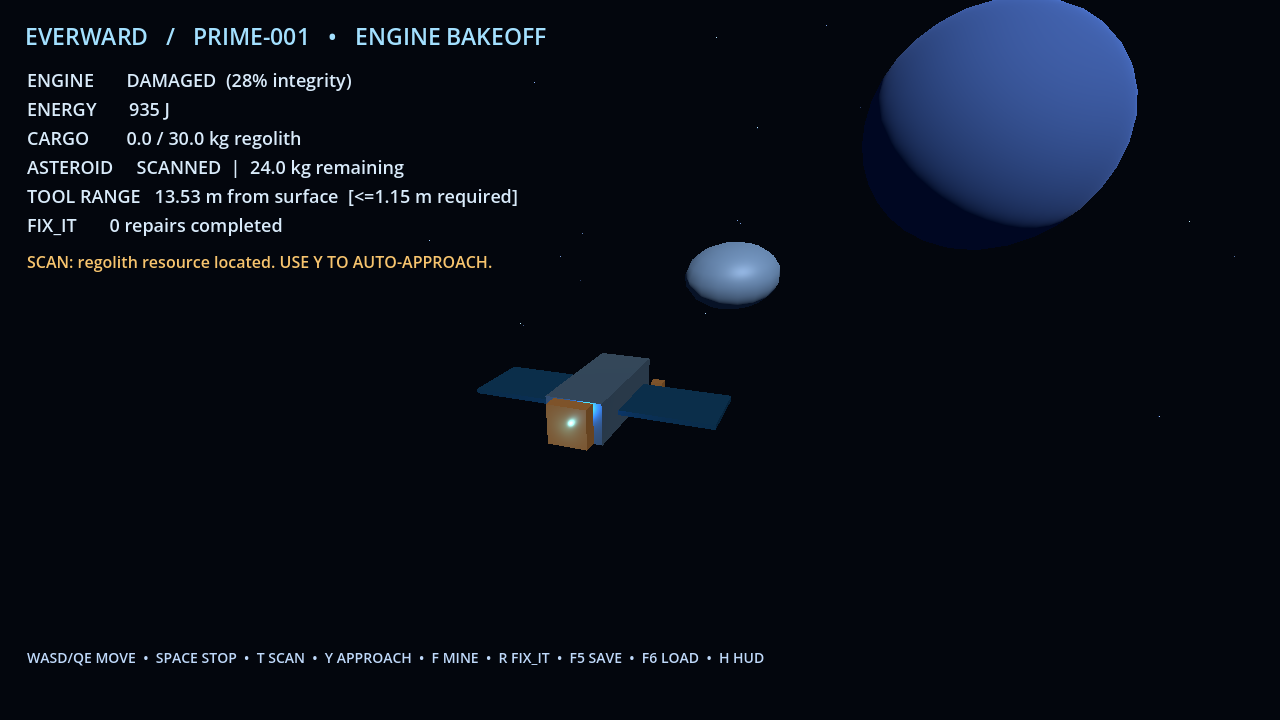 EVERWARD / PRIME-001 • ENGINE BAKEOFF
ENGINE DAMAGED (28% integrity)
ENERGY 935 J
CARGO 0.0 / 30.0 kg regolith
ASTEROID SCANNED | 24.0 kg remaining
TOOL RANGE 13.53 m from surface [<=1.15 m required]
FIX_IT 0 repairs completed
SCAN: regolith resource located. USE Y TO AUTO-APPROACH.
WASD/QE MOVE • SPACE STOP • T SCAN • Y APPROACH • F MINE • R FIX_IT • F5 SAVE • F6 LOAD • H HUD